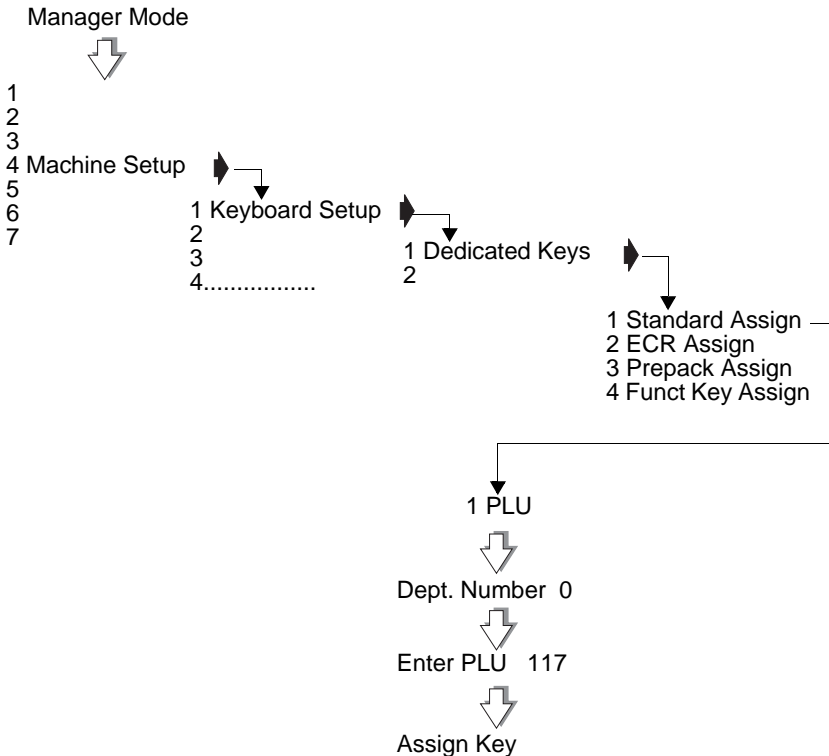 Manager Mode
1
2
3
4 Machine Setup
5
6
7
1 Keyboard Setup
2
3
4.................
1 Dedicated Keys
2
1 Standard Assign
2 ECR Assign
3 Prepack Assign
4 Funct Key Assign
1 PLU
Dept. Number 0
Enter PLU 117
Assign Key